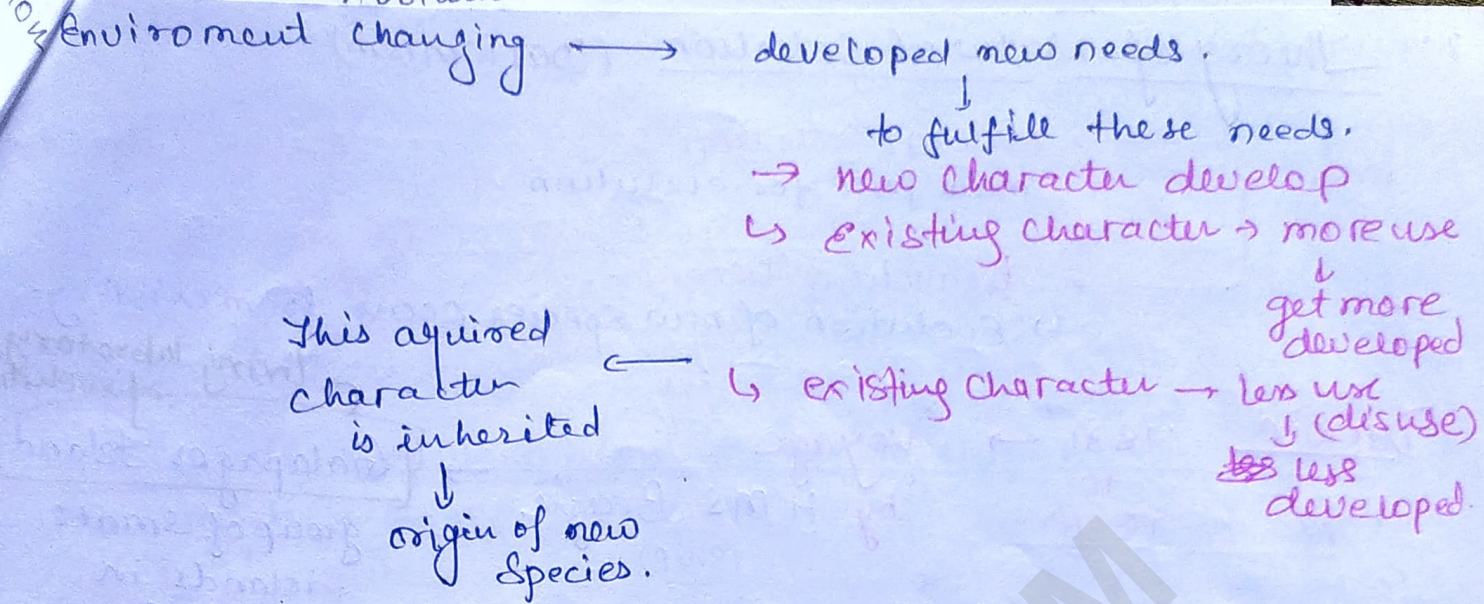 Enviroment changing → developed new needs.
↓
to fulfill these needs.
→ new character develop
↳ existing character → more use
↓
get more
developed
This aquired
character
is inherited
←
↳ existing character → less use
↓ (disuse)
less
developed.
↓
origin of new
Species.